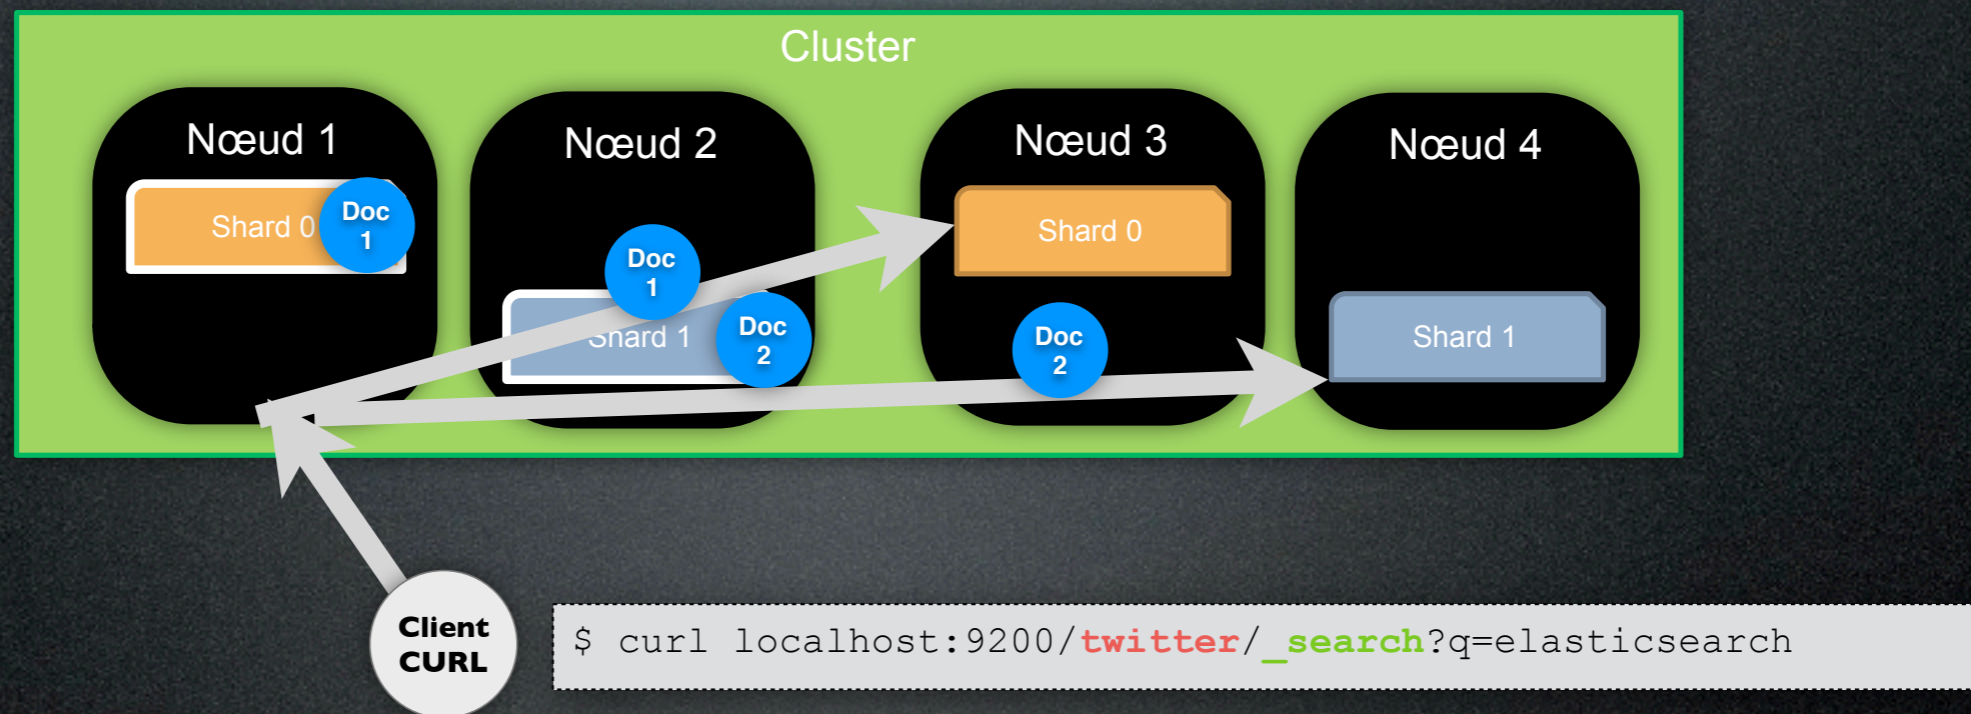 Cluster
Nœud 1
Nœud 2
Nœud 3
Nœud 4
Shard 0
Doc
1
Doc
1
Shard 1
Doc
2
Shard 0
Doc
2
Shard 1
Client
CURL
$ curl localhost:9200/twitter/_search?q=elasticsearch